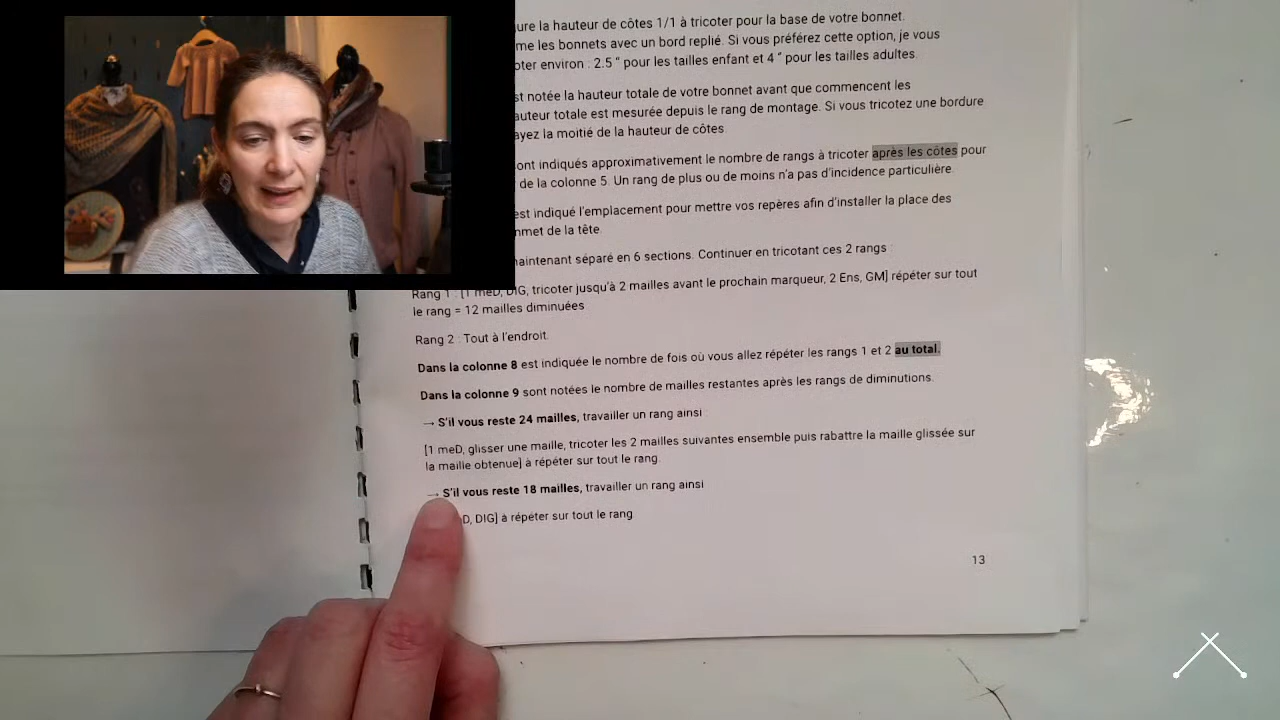 ure la hauteur de côtes 1/1 à tricoter pour la base de votre bonnet.
me les bonnets avec un bord replié. Si vous préférez cette option, je vous
oter environ : 2.5 " pour les tailles enfant et 4 " pour les tailles adultes.
st notée la hauteur totale de votre bonnet avant que commencent les
auteur totale est mesurée depuis le rang de montage. Si vous tricotez une bordure
ayez la moitié de la hauteur de côtes
ont indiqués approximativement le nombre de rangs à tricoter après les côtes pour
de la colonne 5. Un rang de plus ou de moins n'a pas d'incidence particulière.
est indiqué l'emplacement pour mettre vos repères afin d'installer la place des
nmet de la tête.
naintenant séparé en 6 sections. Continuer en tricotant ces 2 rangs :
Rang 1 : [1 meD, DIG, tricoter jusqu'à 2 mailles avant le prochain marqueur, 2 Ens, GM] répéter sur tout
le rang = 12 mailles diminuées
Rang 2 : Tout à l'endroit.
Dans la colonne 8 est indiquée le nombre de fois où vous allez répéter les rangs 1 et 2 au total.
Dans la colonne 9 sont notées le nombre de mailles restantes après les rangs de diminutions.
→ S'il vous reste 24 mailles, travailler un rang ainsi :
[1 meD, glisser une maille, tricoter les 2 mailles suivantes ensemble puis rabattre la maille glissée sur
la maille obtenue] à répéter sur tout le rang.
→ S'il vous reste 18 mailles, travailler un rang ainsi
D, DIG] à répéter sur tout le rang
13